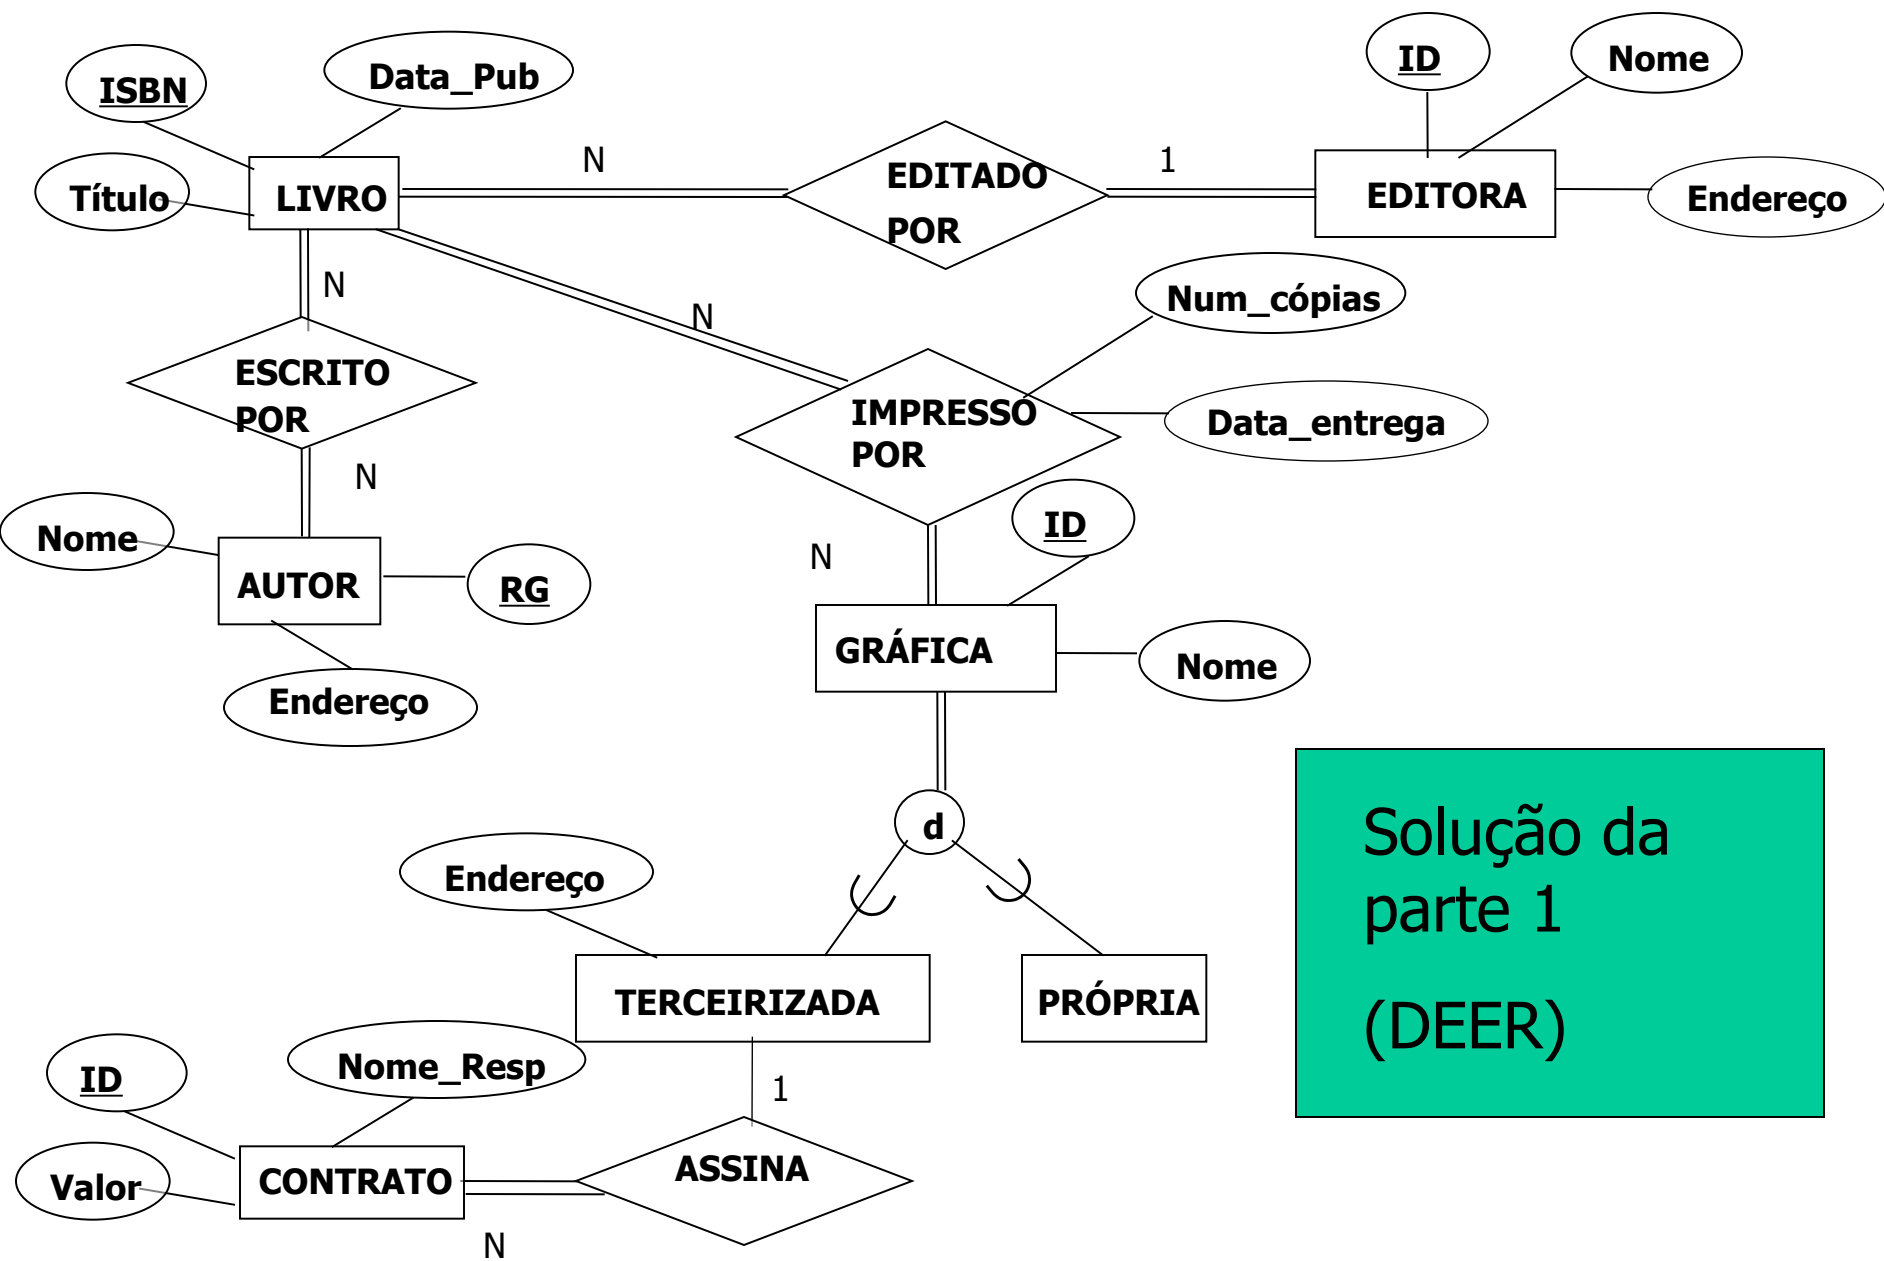 ISBN
Data_Pub
ID
Nome
Título
LIVRO
N
EDITADO
POR
1
EDITORA
Endereço
N
N
Num_cópias
ESCRITO
POR
IMPRESSO
POR
Data_entrega
N
Nome
AUTOR
RG
N
ID
GRÁFICA
Nome
Endereço
d
Solução da
parte 1
(DEER)
Endereço
TERCEIRIZADA
PRÓPRIA
ID
Nome_Resp
1
Valor
CONTRATO
ASSINA
N